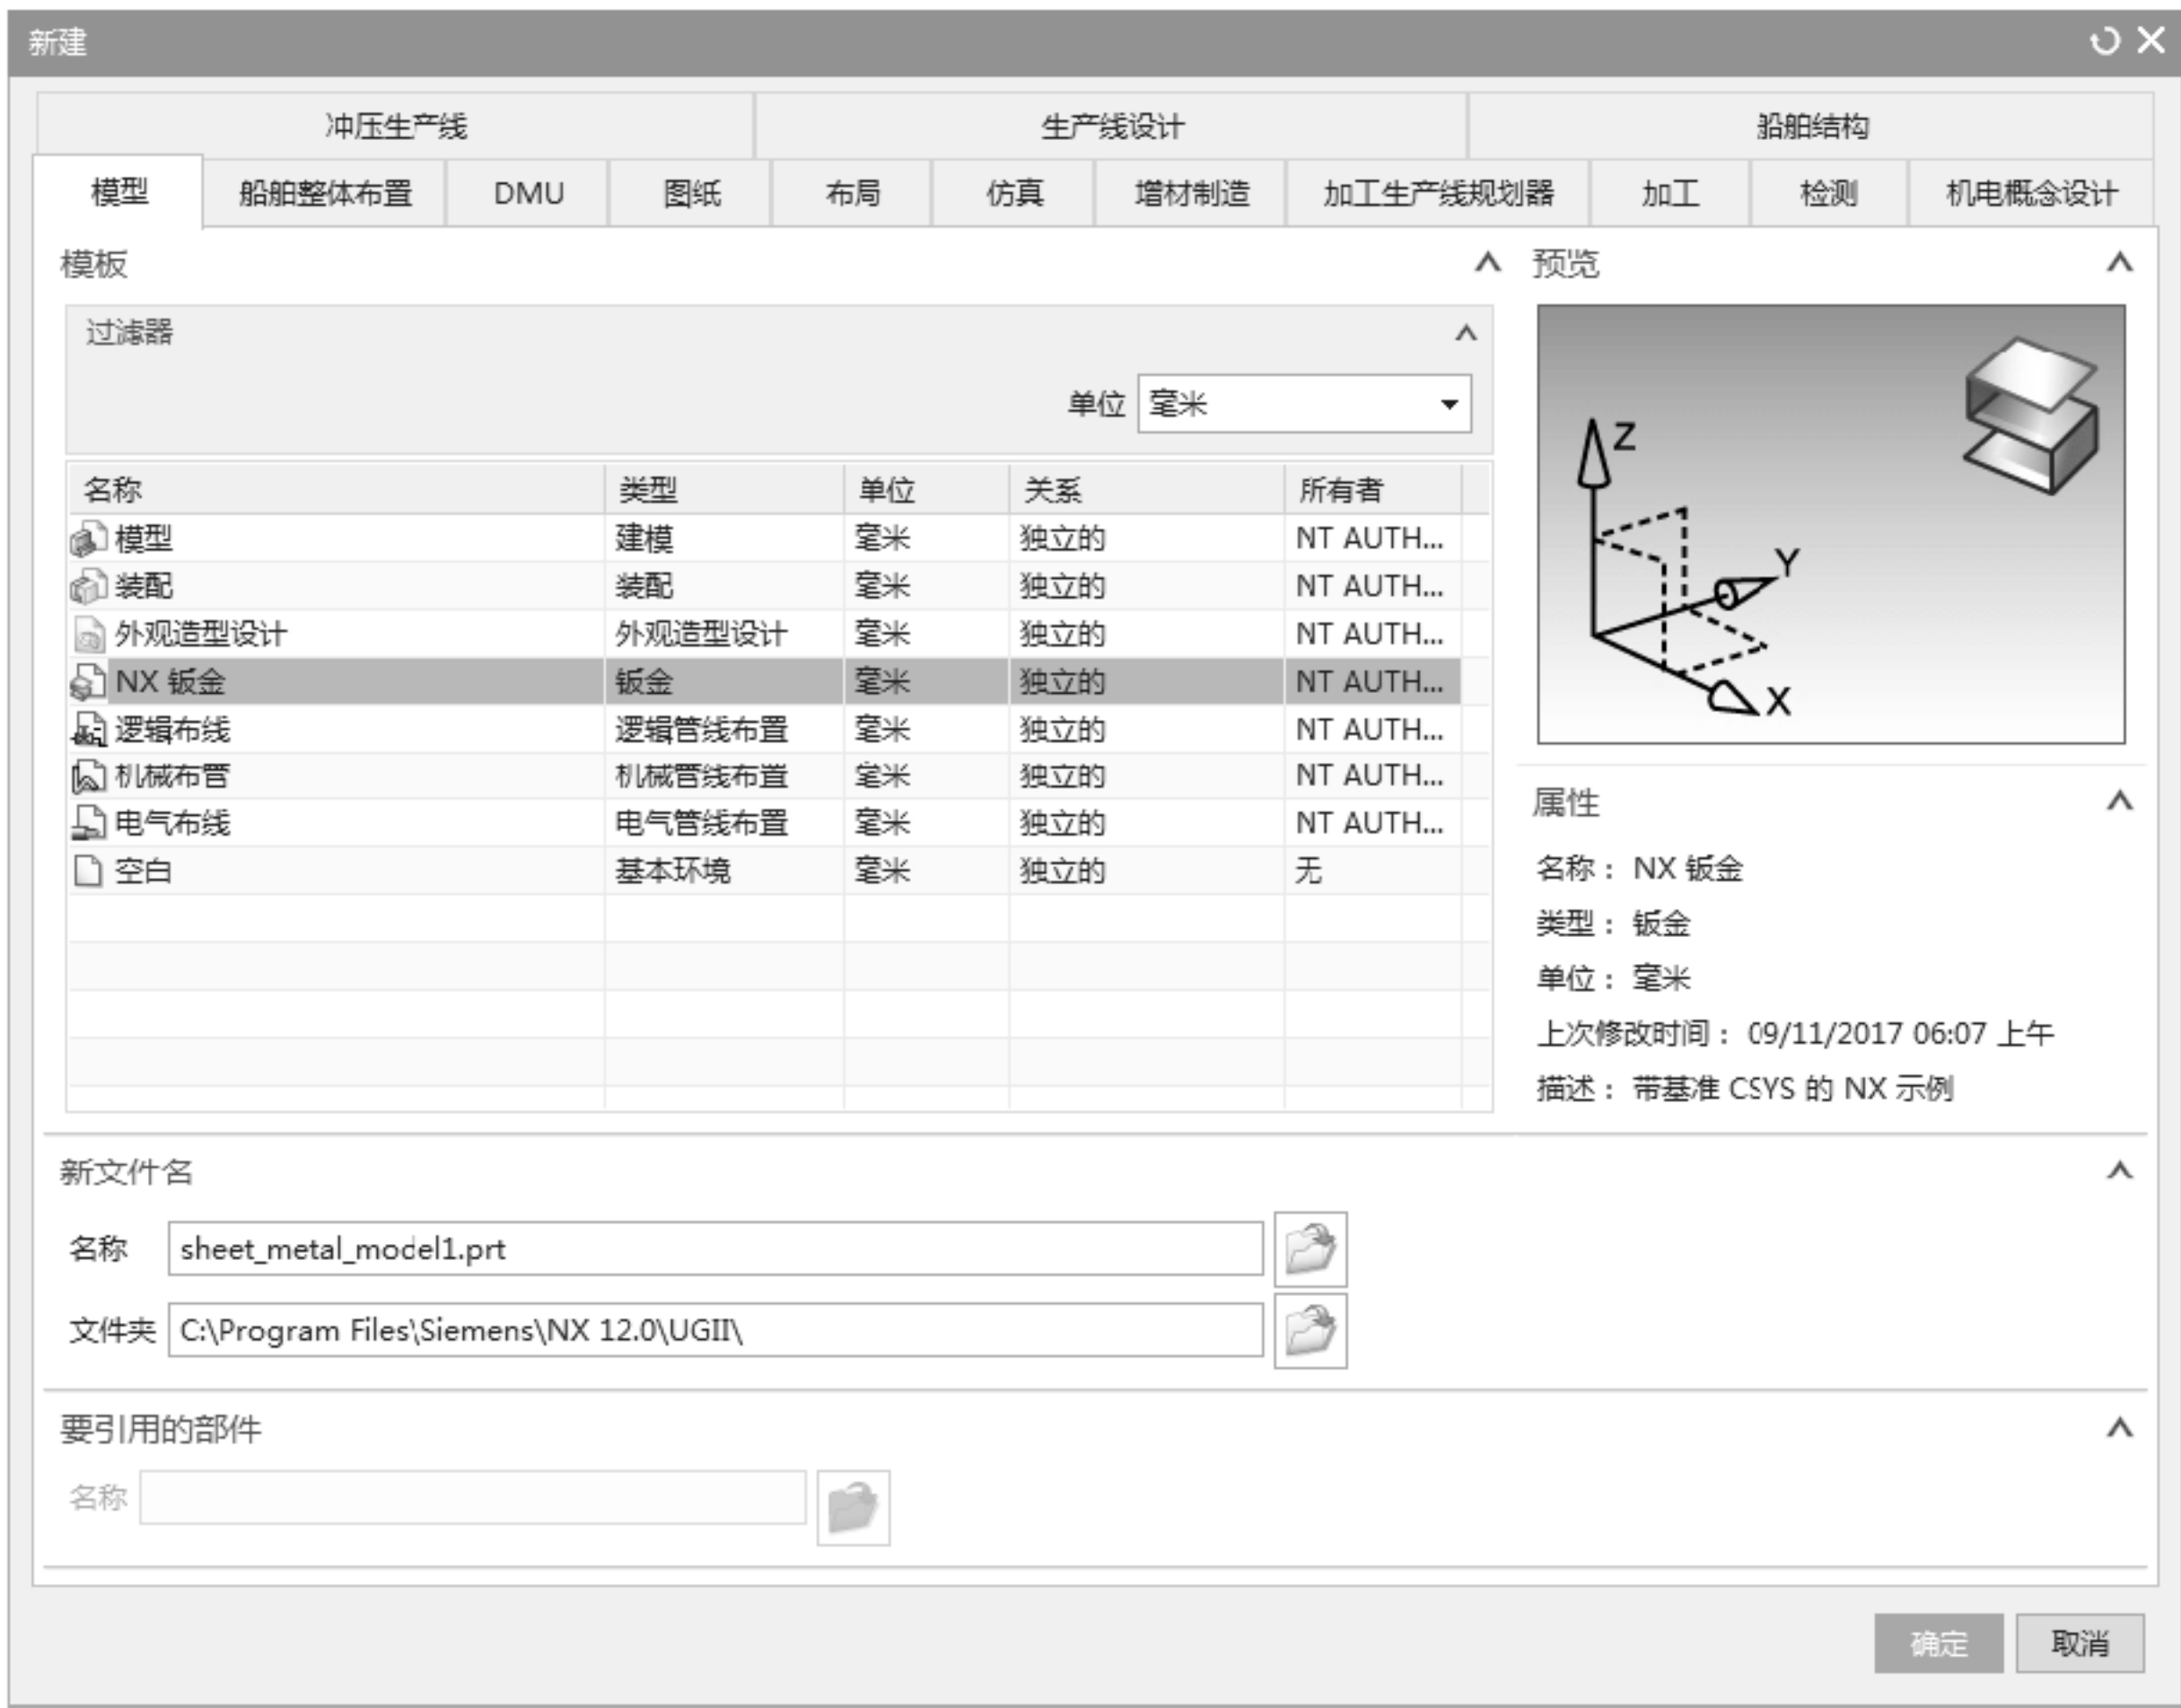 新建
冲压生产线 生产线设计 船舶结构
模型 船舶整体布置 DMU 图纸 布局 仿真 增材制造 加工生产线规划器 加工 检测 机电概念设计
模板
过滤器
单位 毫米
名称 类型 单位 关系 所有者
模型 建模 毫米 独立的 NT AUTH...
装配 装配 毫米 独立的 NT AUTH...
外观造型设计 外观造型设计 毫米 独立的 NT AUTH...
NX 钣金 钣金 毫米 独立的 NT AUTH...
逻辑布线 逻辑管线布置 毫米 独立的 NT AUTH...
机械布管 机械管线布置 毫米 独立的 NT AUTH...
电气布线 电气管线布置 毫米 独立的 NT AUTH...
空白 基本环境 毫米 独立的 无
预览
Z
Y
X
属性
名称： NX 钣金
类型： 钣金
单位： 毫米
上次修改时间： 09/11/2017 06:07 上午
描述： 带基准 CSYS 的 NX 示例
新文件名
名称 sheet_metal_model1.prt
文件夹 C:\Program Files\Siemens\NX 12.0\UGII\
要引用的部件
名称
确定 取消